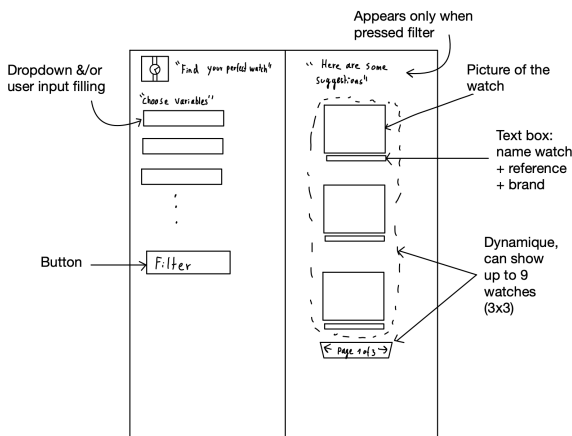 Appears only when
pressed filter
Dropdown &/or
user input filling
"Find your perfect watch"
"Here are some
suggestions"
Picture of the
watch
"Choose variables"
Text box:
name watch
+ reference
+ brand
Button
Filter
Dynamique,
can show
up to 9
watches
(3x3)
← Page 1 of 3 →